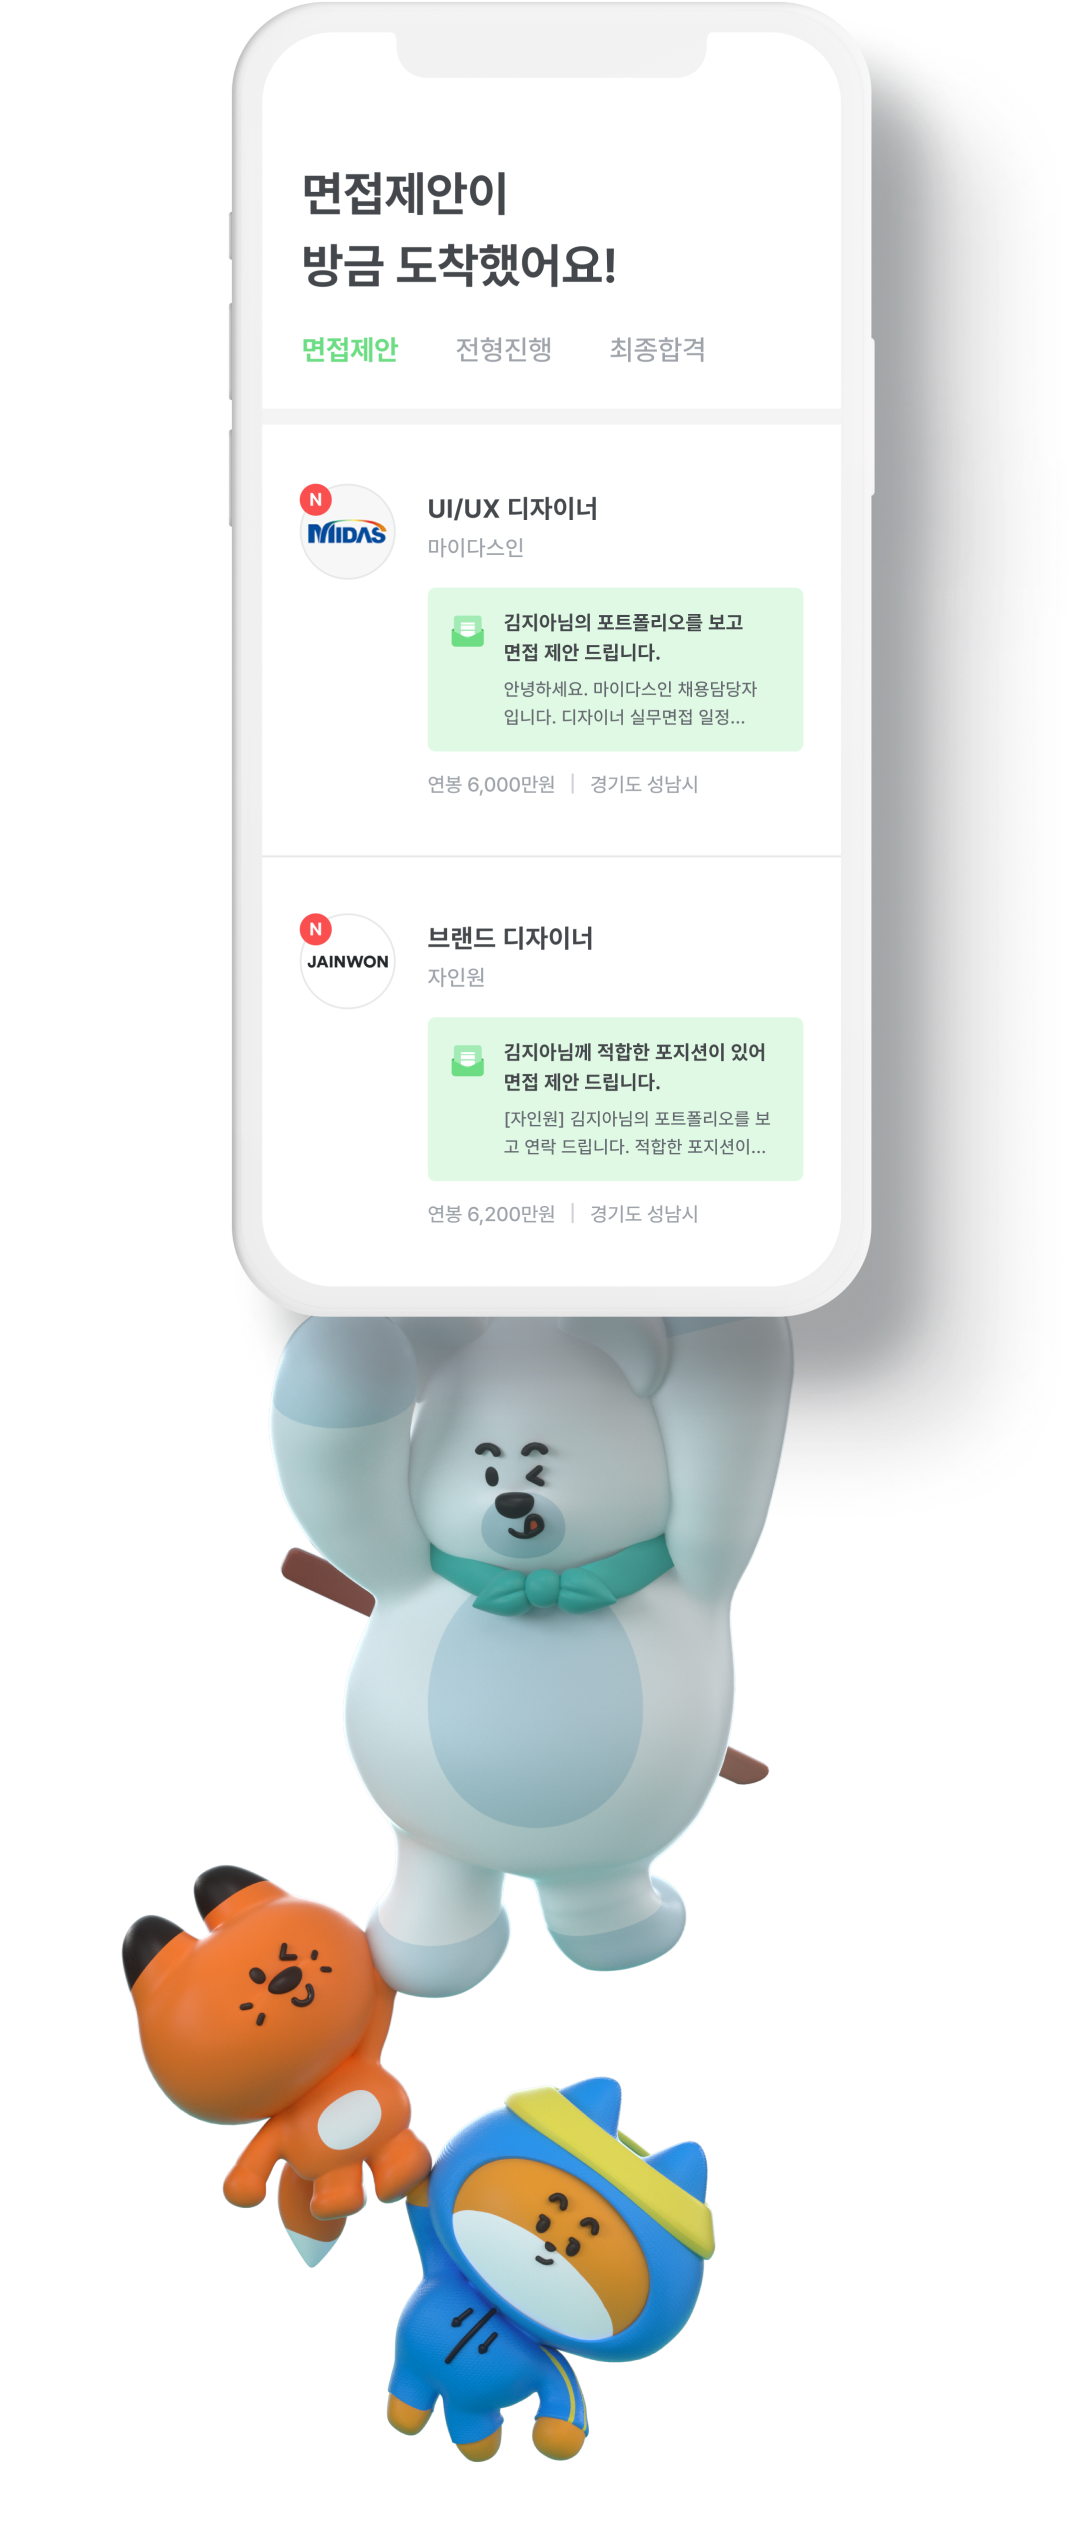 면접제안이
방금 도착했어요!
면접제안 전형진행 최종합격
N
MIDAS
UI/UX 디자이너
마이다스인
김지아님의 포트폴리오를 보고
면접 제안 드립니다.
안녕하세요. 마이다스인 채용담당자
입니다. 디자이너 실무면접 일정...
연봉 6,000만원 | 경기도 성남시
N
JAINWON
브랜드 디자이너
자인원
김지아님께 적합한 포지션이 있어
면접 제안 드립니다.
[자인원] 김지아님의 포트폴리오를 보
고 연락 드립니다. 적합한 포지션이...
연봉 6,200만원 | 경기도 성남시